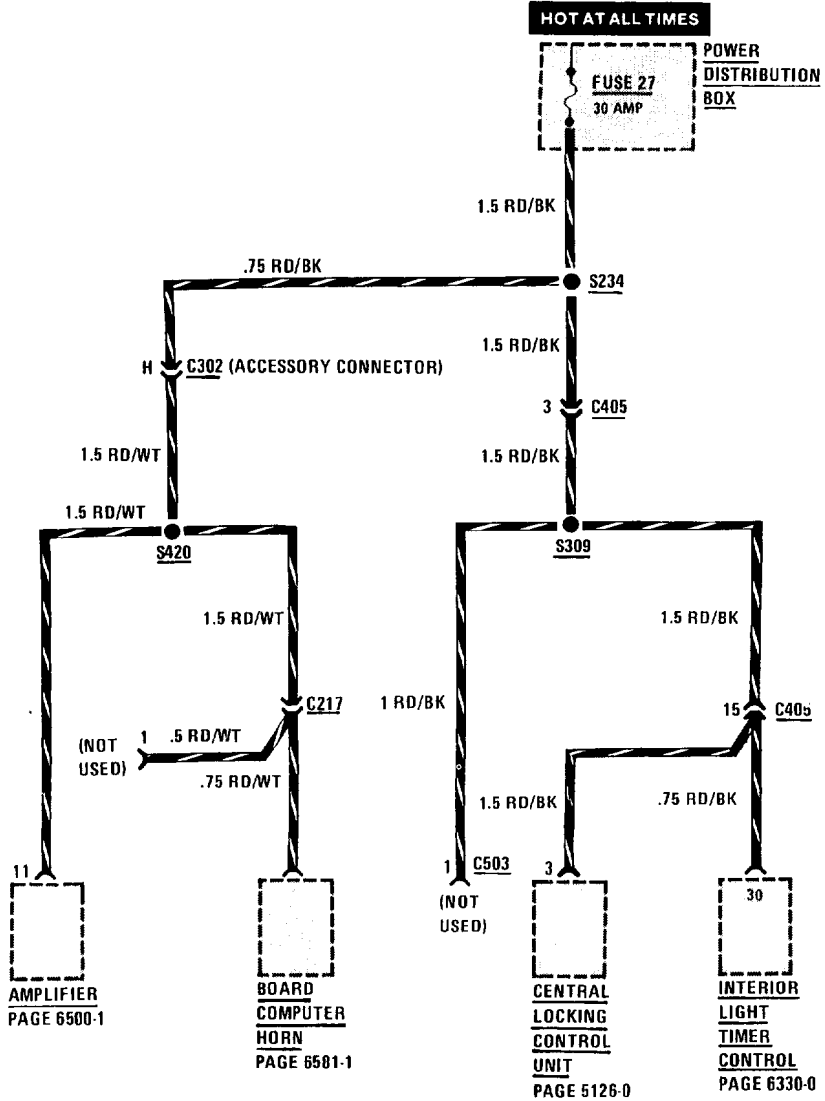 HOT AT ALL TIMES
POWER
DISTRIBUTION
BOX
FUSE 27
30 AMP
1.5 RD/BK
.75 RD/BK
S234
1.5 RD/BK
H C302 (ACCESSORY CONNECTOR)
3 C405
1.5 RD/WT
1.5 RD/BK
1.5 RD/WT
S420
S309
1.5 RD/WT
1.5 RD/BK
C217
1 RD/BK
15 C405
1 .5 RD/WT
(NOT
USED)
.75 RD/WT
1.5 RD/BK
.75 RD/BK
11
1 C503
(NOT
USED)
3
30
AMPLIFIER
PAGE 6500-1
BOARD
COMPUTER
HORN
PAGE 6581-1
CENTRAL
LOCKING
CONTROL
UNIT
PAGE 5126-0
INTERIOR
LIGHT
TIMER
CONTROL
PAGE 6330-0